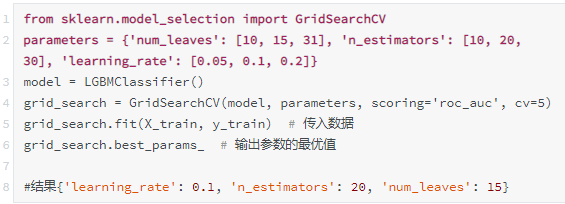 1 from sklearn.model_selection import GridSearchCV
2 parameters = {'num_leaves': [10, 15, 31], 'n_estimators': [10, 20,
30], 'learning_rate': [0.05, 0.1, 0.2]}
3 model = LGBMClassifier()
4 grid_search = GridSearchCV(model, parameters, scoring='roc_auc', cv=5)
5 grid_search.fit(X_train, y_train)  # 传入数据
6 grid_search.best_params_  # 输出参数的最优值
7
8 #结果{'learning_rate': 0.1, 'n_estimators': 20, 'num_leaves': 15}